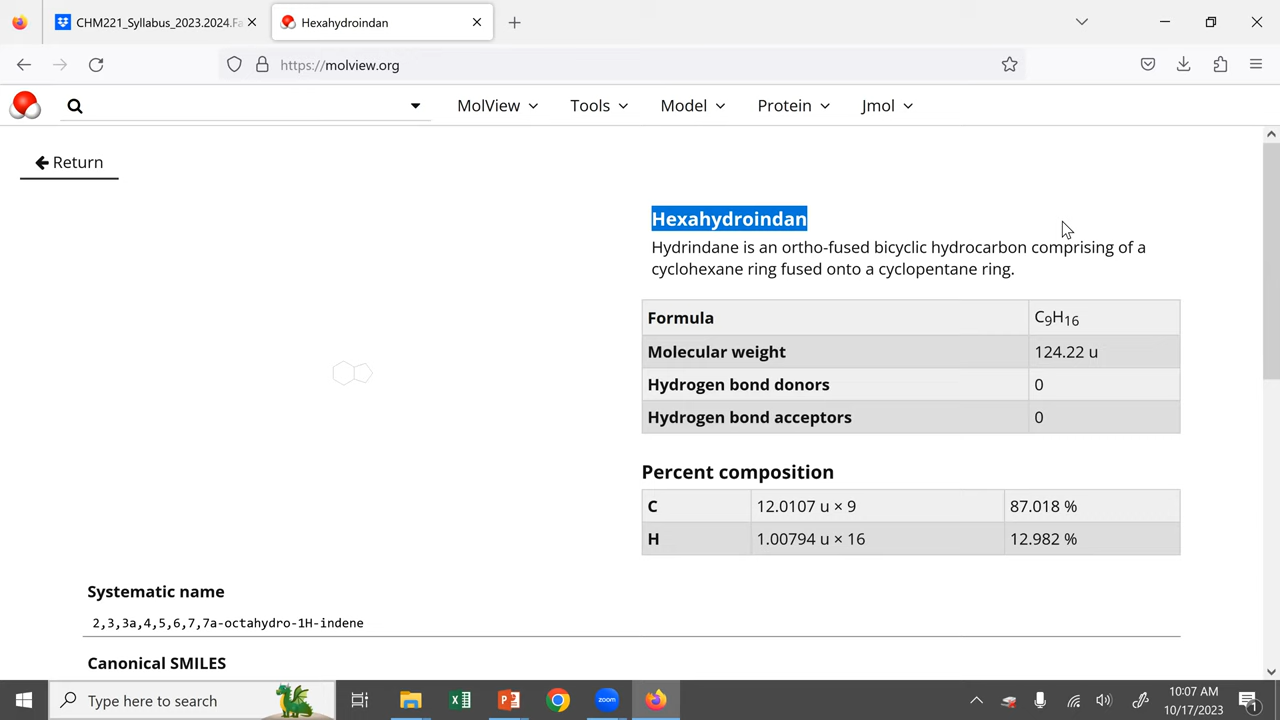 CHM221_Syllabus_2023.2024.Fa
Hexahydroindan
https://molview.org
MolView
Tools
Model
Protein
Jmol
Return
Hexahydroindan
Hydrindane is an ortho-fused bicyclic hydrocarbon comprising of a
cyclohexane ring fused onto a cyclopentane ring.
Formula C₉H₁₆
Molecular weight 124.22 u
Hydrogen bond donors 0
Hydrogen bond acceptors 0
Percent composition
C 12.0107 u × 9 87.018 %
H 1.00794 u × 16 12.982 %
Systematic name
2,3,3a,4,5,6,7,7a-octahydro-1H-indene
Canonical SMILES
Type here to search
zoom
10:07 AM
10/17/2023
1